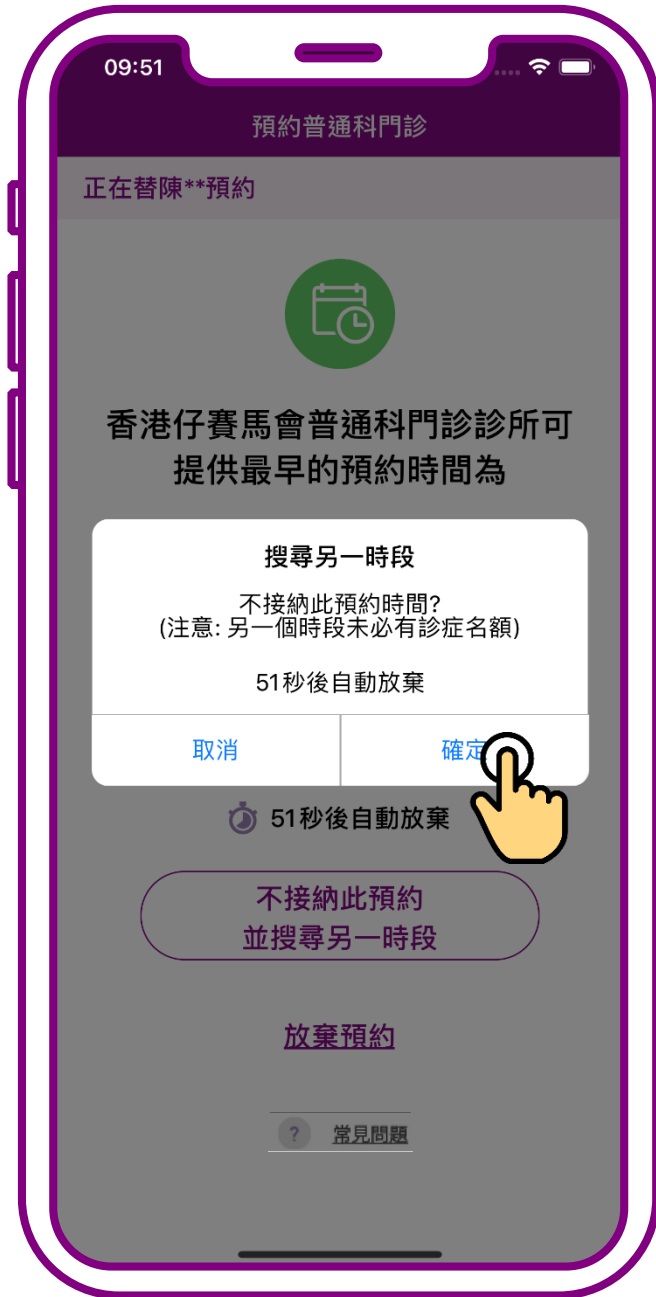 09:51
預約普通科門診
正在替陳**預約
香港仔賽馬會普通科門診診所可
提供最早的預約時間為
搜尋另一時段
不接納此預約時間?
(注意: 另一個時段未必有診症名額)
51秒後自動放棄
取消
確定
51秒後自動放棄
不接納此預約
並搜尋另一時段
放棄預約
? 常見問題